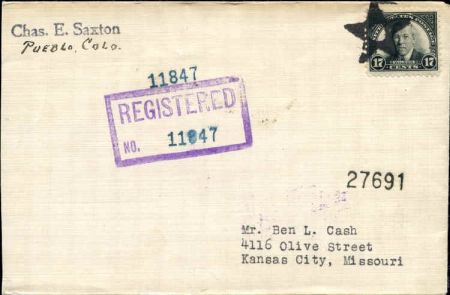 Chas. E. Saxton
PUEBLO, COLO.
17 CENTS 17
11847
REGISTERED
NO. 11847
27691
Mr. Ben L. Cash
4116 Olive Street
Kansas City, Missouri